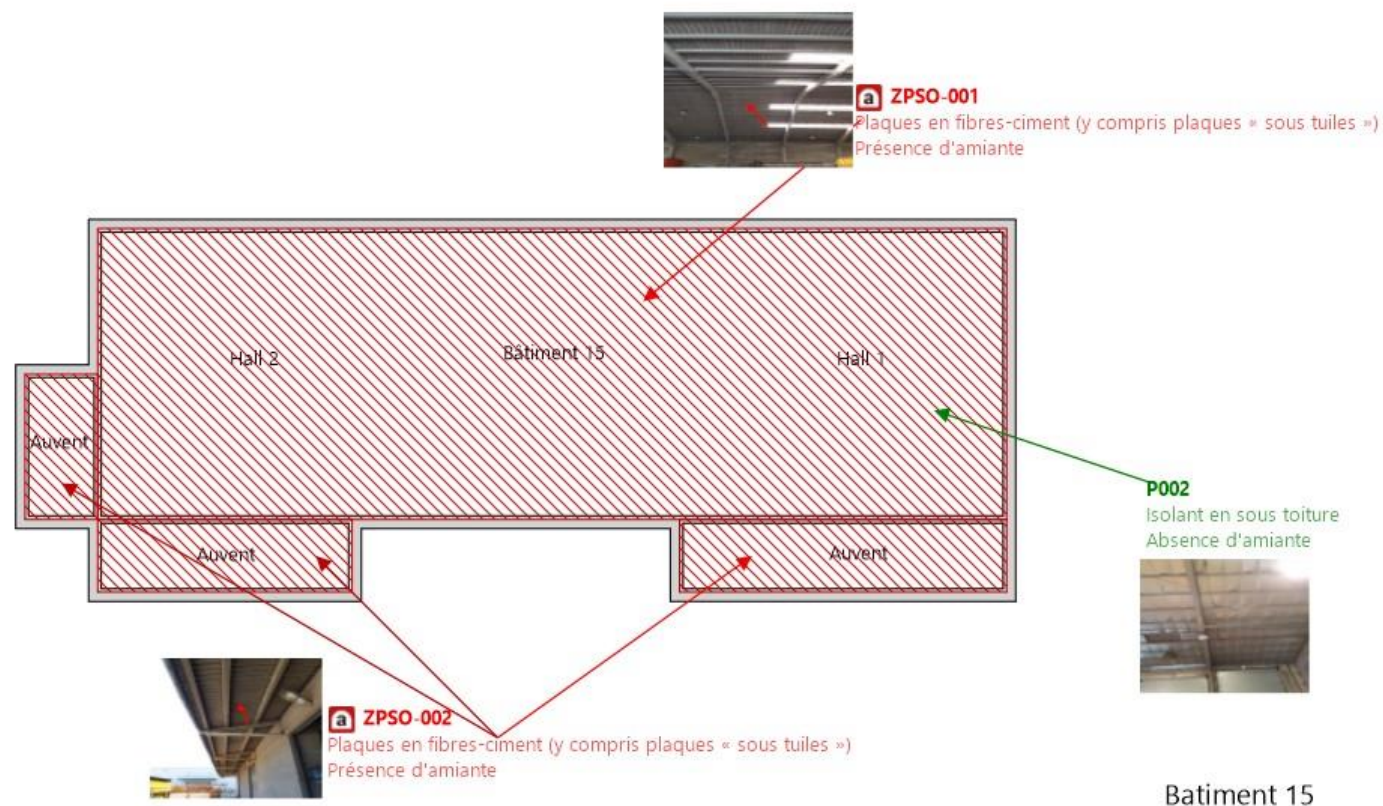 a ZPSO-001
Plaques en fibres-ciment (y compris plaques « sous tuiles »)
Présence d'amiante
Hall 2
Bâtiment 15
Hall 1
Auvent
P002
Isolant en sous toiture
Absence d'amiante
Auvent
Auvent
a ZPSO-002
Plaques en fibres-ciment (y compris plaques « sous tuiles »)
Présence d'amiante
Batiment 15